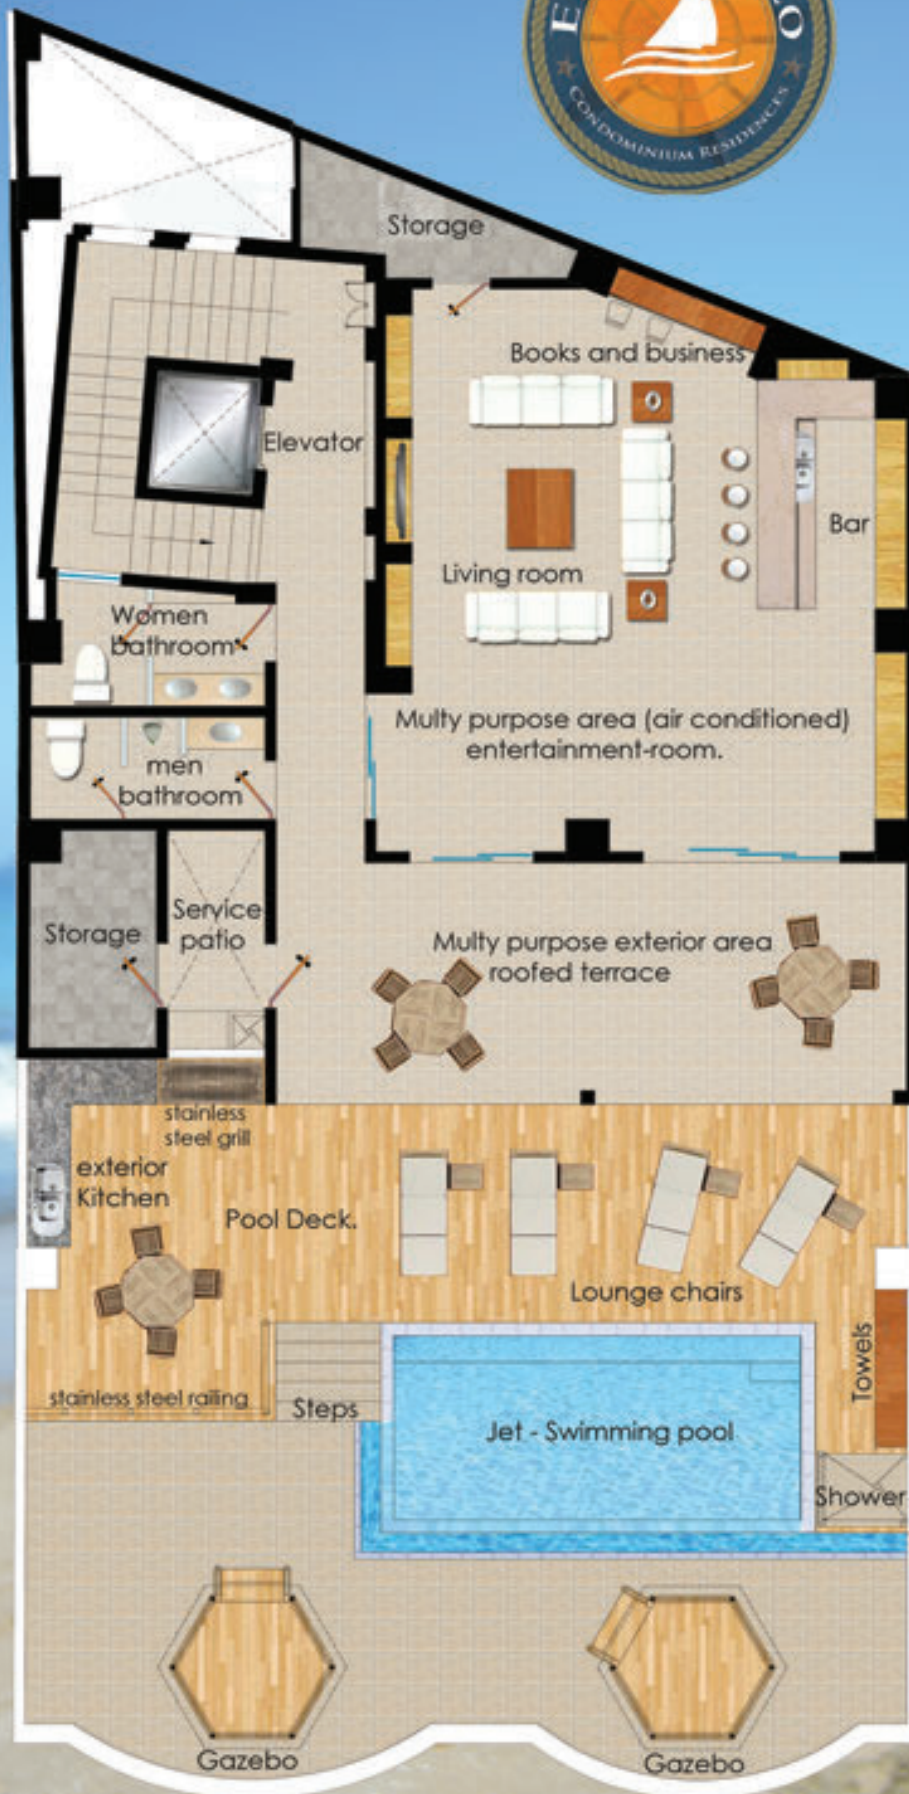 CONDOMINIUM RESIDENCES
Storage
Books and business
Elevator
Bar
Living room
Women
bathroom
Multy purpose area (air conditioned)
entertainment-room.
men
bathroom
Service
patio
Storage
Multy purpose exterior area
roofed terrace
stainless
steel grill
exterior
Kitchen
Pool Deck.
Lounge chairs
Towels
stainless steel railing
Steps
Jet - Swimming pool
Shower
Gazebo
Gazebo